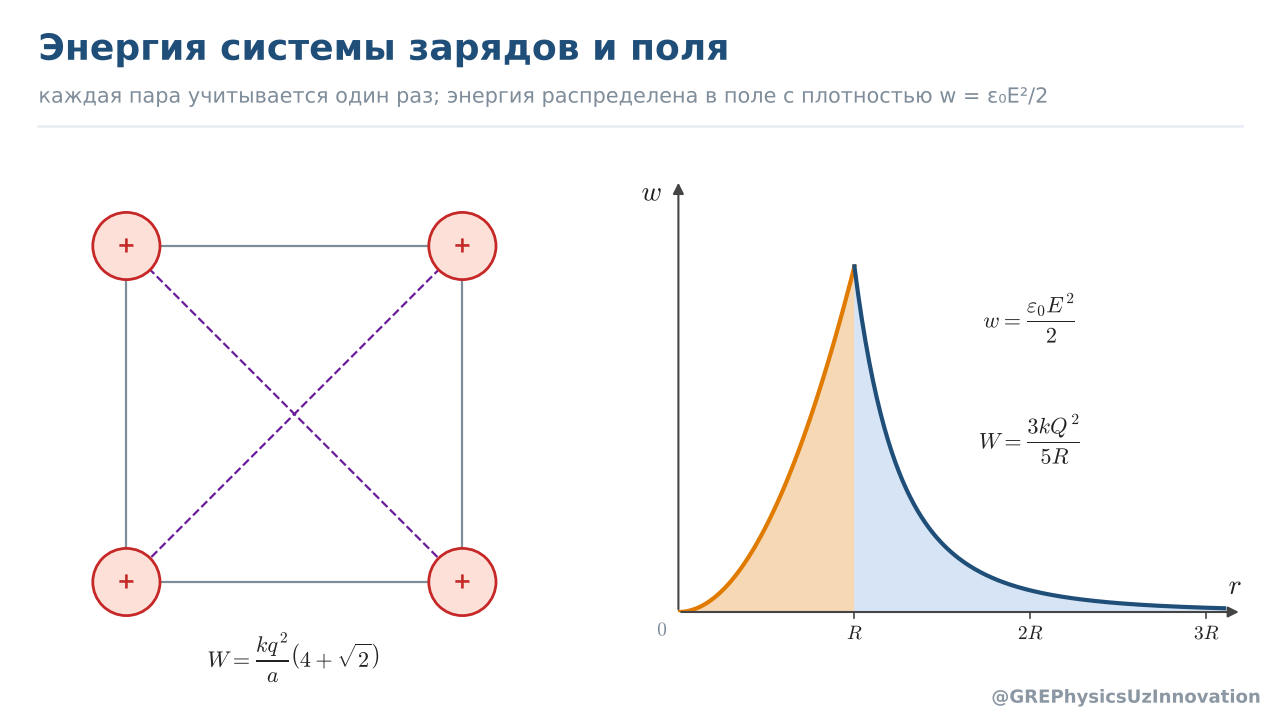 Энергия системы зарядов и поля
каждая пара учитывается один раз; энергия распределена в поле с плотностью w = ε₀E²/2
+ +
+ +
W = kq²/a (4 + √2)
w
w = ε₀E²/2
W = 3kQ²/5R
r
0 R 2R 3R
@GREPhysicsUzInnovation